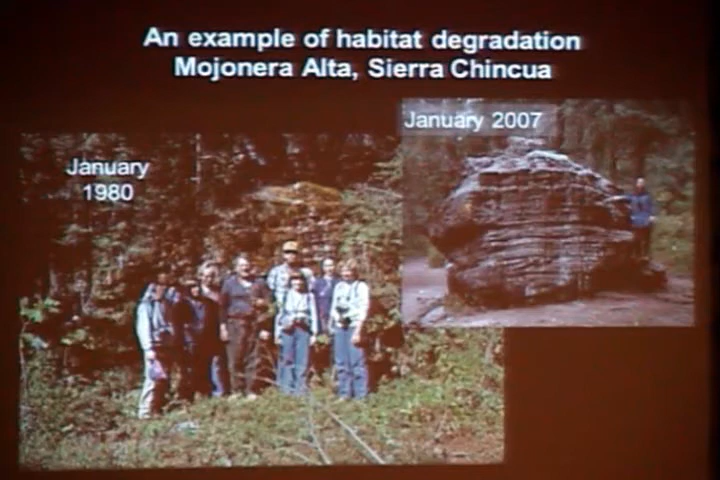 An example of habitat degradation
Mojonera Alta, Sierra Chincua
January 2007
January
1980